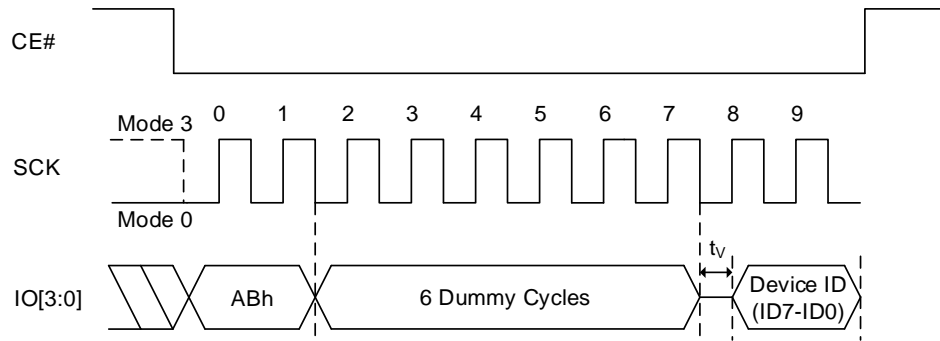 CE#
0 1 2 3 4 5 6 7 8 9
Mode 3
SCK
Mode 0
tV
IO[3:0]
ABh
6 Dummy Cycles
Device ID
(ID7-ID0)